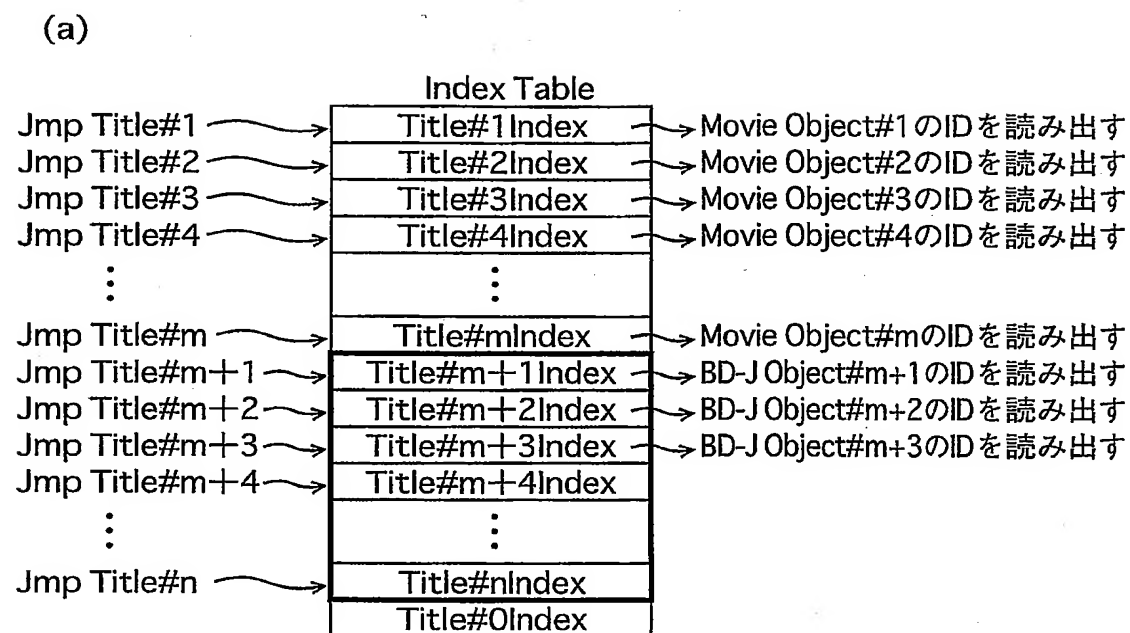 (a)
Index Table
Jmp Title#1 Title#1Index Movie Object#1のIDを読み出す
Jmp Title#2 Title#2Index Movie Object#2のIDを読み出す
Jmp Title#3 Title#3Index Movie Object#3のIDを読み出す
Jmp Title#4 Title#4Index Movie Object#4のIDを読み出す
Jmp Title#m Title#mIndex Movie Object#mのIDを読み出す
Jmp Title#m+1 Title#m+1Index BD-J Object#m+1のIDを読み出す
Jmp Title#m+2 Title#m+2Index BD-J Object#m+2のIDを読み出す
Jmp Title#m+3 Title#m+3Index BD-J Object#m+3のIDを読み出す
Jmp Title#m+4 Title#m+4Index
Jmp Title#n Title#nIndex
Title#0Index